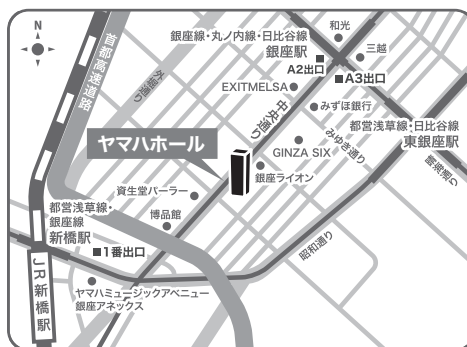 N
首都高速道路
外堀通り
和光
銀座線・丸ノ内線・日比谷線
銀座駅
三越
A2出口
A3出口
EXITMELSA
中央通り
みずほ銀行
都営浅草線・日比谷線
東銀座駅
ヤマハホール
GINZA SIX
みゆき通り
銀座ライオン
晴海通り
資生堂パーラー
都営浅草線・
銀座線
新橋駅
博品館
昭和通り
1番出口
JR新橋駅
ヤマハミュージックアベニュー
銀座アネックス